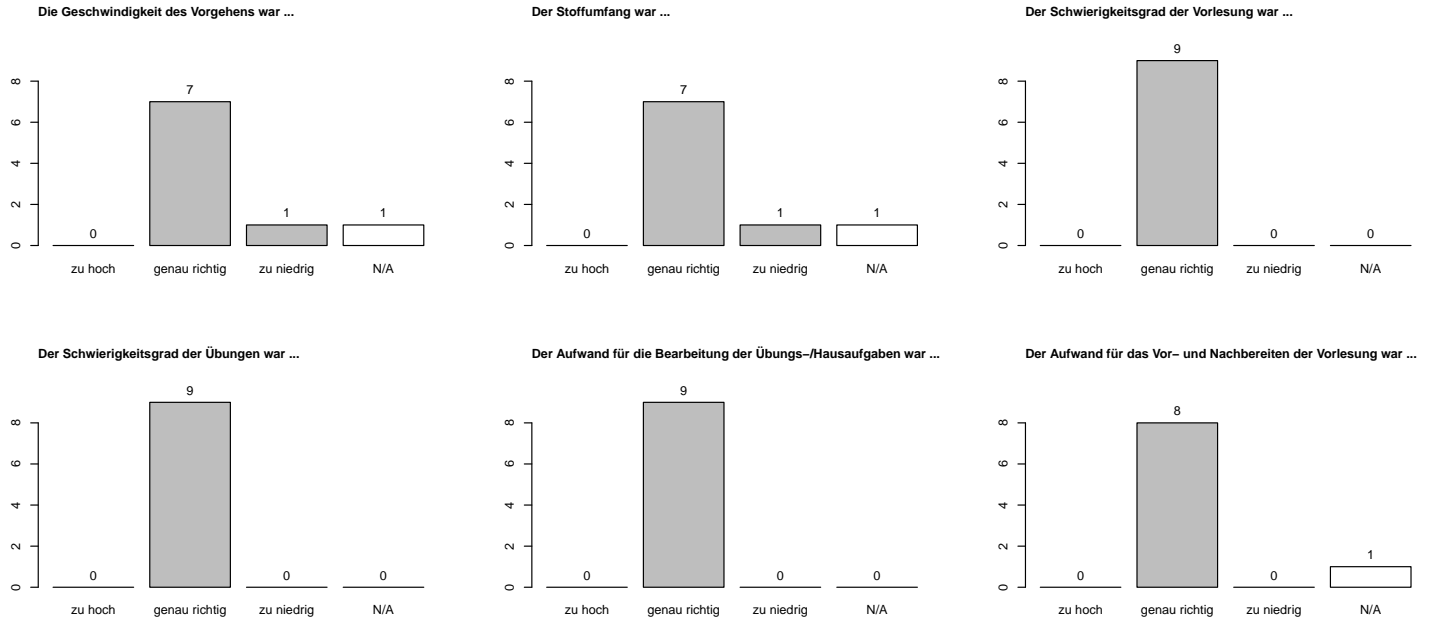 Die Geschwindigkeit des Vorgehens war ...
0
7
1
1
0 2 4 6 8
zu hoch genau richtig zu niedrig N/A
Der Stoffumfang war ...
0
7
1
1
0 2 4 6 8
zu hoch genau richtig zu niedrig N/A
Der Schwierigkeitsgrad der Vorlesung war ...
0
9
0
0
0 2 4 6 8
zu hoch genau richtig zu niedrig N/A
Der Schwierigkeitsgrad der Übungen war ...
0
9
0
0
0 2 4 6 8
zu hoch genau richtig zu niedrig N/A
Der Aufwand für die Bearbeitung der Übungs−/Hausaufgaben war ...
0
9
0
0
0 2 4 6 8
zu hoch genau richtig zu niedrig N/A
Der Aufwand für das Vor− und Nachbereiten der Vorlesung war ...
0
8
0
1
0 2 4 6 8
zu hoch genau richtig zu niedrig N/A